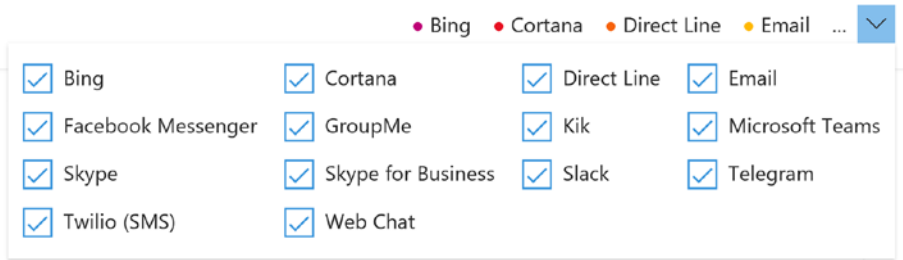 Bing Cortana Direct Line Email ...
Bing Cortana Direct Line Email
Facebook Messenger GroupMe Kik Microsoft Teams
Skype Skype for Business Slack Telegram
Twilio (SMS) Web Chat